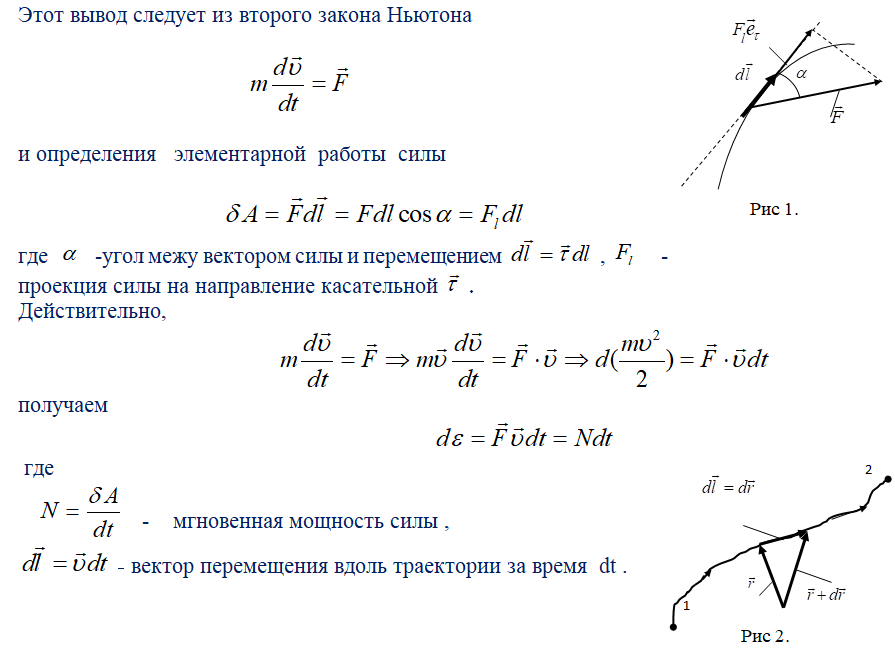 Этот вывод следует из второго закона Ньютона
m dυ⃗/dt = F⃗
и определения элементарной работы силы
δA = F⃗dl⃗ = Fdl cos α = F_l dl
где α -угол межу вектором силы и перемещением dl⃗ = τ⃗ dl , F_l -
проекция силы на направление касательной τ⃗ .
Действительно,
m dυ⃗/dt = F⃗ ⇒ mυ⃗ dυ⃗/dt = F⃗ · υ⃗ ⇒ d(mυ²/2) = F⃗ · υ⃗dt
получаем
dε = F⃗υ⃗dt = Ndt
где
N = δA/dt - мгновенная мощность силы ,
dl⃗ = υ⃗dt - вектор перемещения вдоль траектории за время dt .
F_l e⃗_τ
dl⃗
α
F⃗
Рис 1.
2
dl⃗ = dr⃗
r⃗
r⃗ + dr⃗
1
Рис 2.